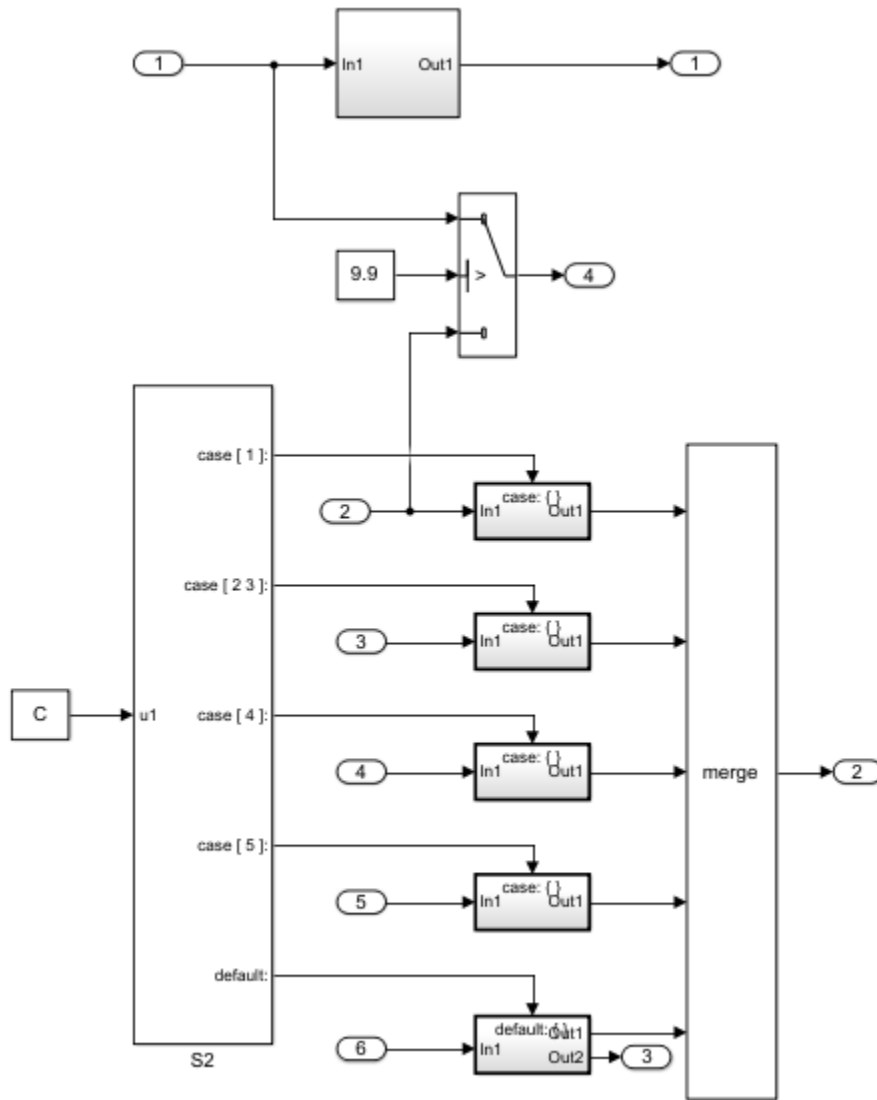 1 In1 Out1 1
9.9 > 4
case [ 1 ]:
case: { }
2 In1 Out1
case [ 2 3 ]:
case: { }
3 In1 Out1
C u1 case [ 4 ]:
case: { }
4 In1 Out1 merge 2
case [ 5 ]:
case: { }
5 In1 Out1
default:
default: { } Out1
6 In1 Out2 3
S2